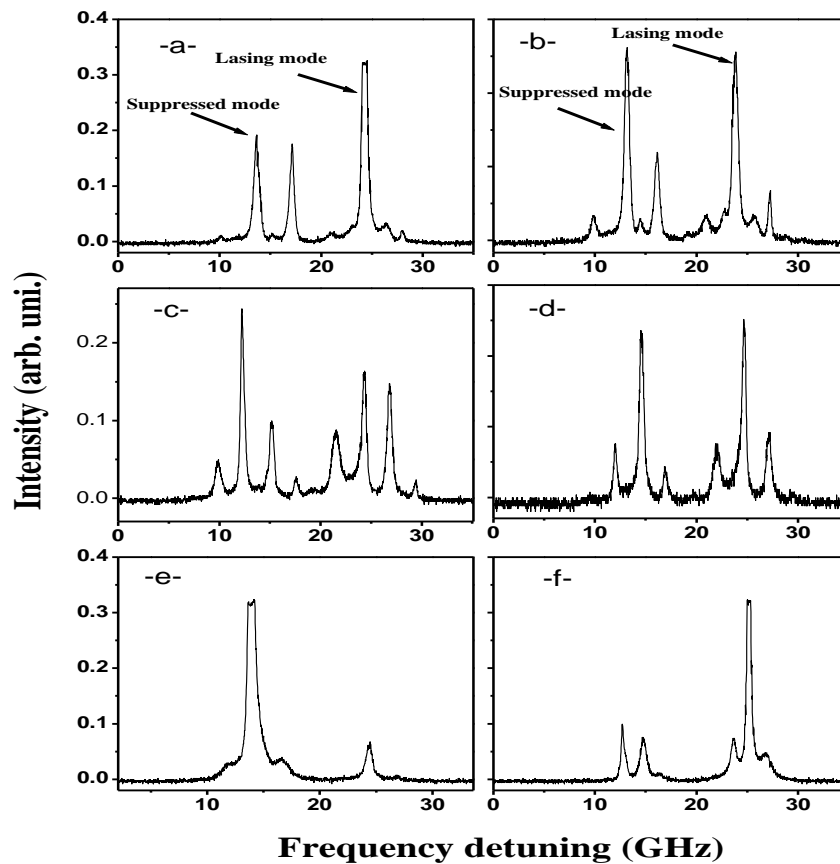 -a-
Lasing mode
Suppressed mode
0.4
0.3
0.2
0.1
0.0
0 10 20 30
-b-
Lasing mode
Suppressed mode
0 10 20 30
Intensity (arb. uni.)
-c-
0.2
0.1
0.0
0 10 20 30
-d-
0 10 20 30
-e-
0.4
0.3
0.2
0.1
0.0
10 20 30
-f-
0 10 20 30
Frequency detuning (GHz)